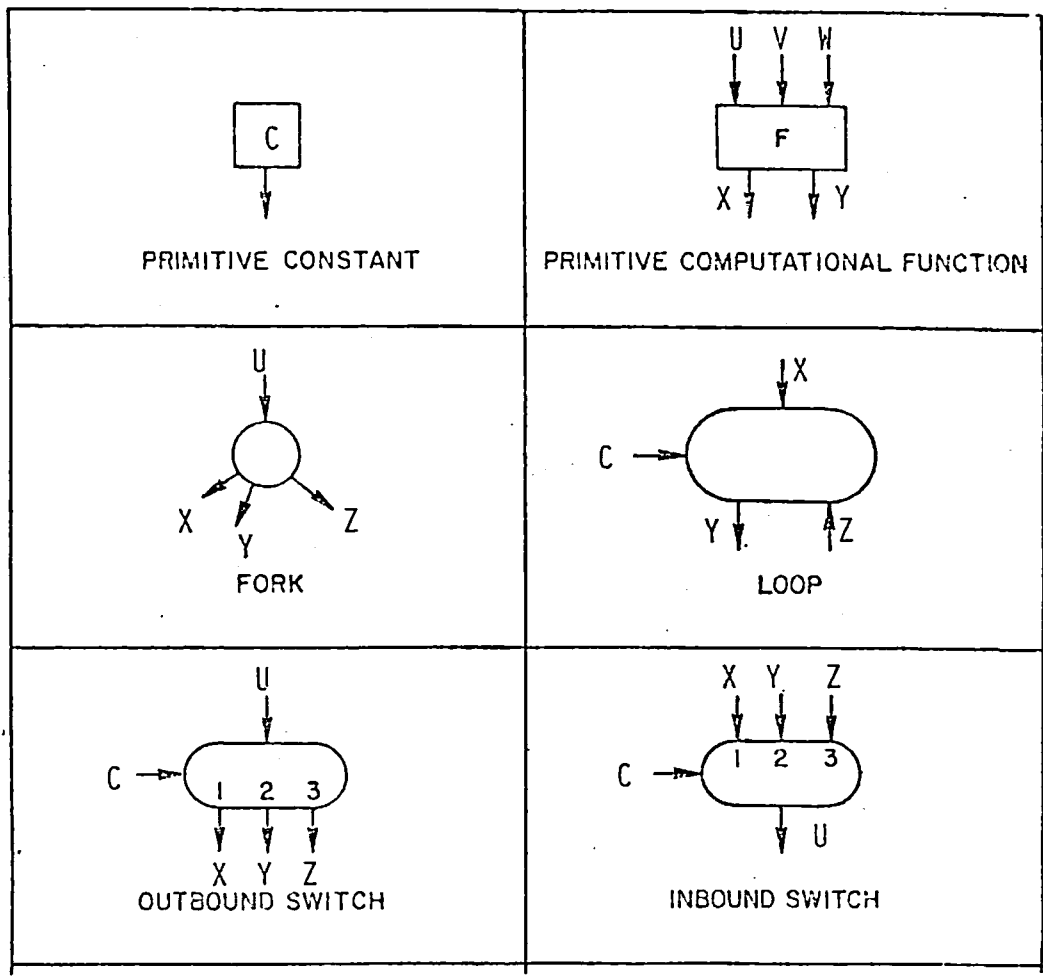 U V W
C
F
X Y
PRIMITIVE CONSTANT
PRIMITIVE COMPUTATIONAL FUNCTION
U
X
Y
Z
FORK
X
C
Y
Z
LOOP
U
C
1 2 3
X Y Z
OUTBOUND SWITCH
X Y Z
1 2 3
C
U
INBOUND SWITCH